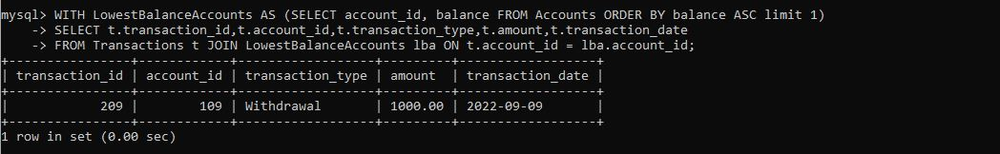 mysql> WITH LowestBalanceAccounts AS (SELECT account_id, balance FROM Accounts ORDER BY balance ASC limit 1)
    -> SELECT t.transaction_id,t.account_id,t.transaction_type,t.amount,t.transaction_date
    -> FROM Transactions t JOIN LowestBalanceAccounts lba ON t.account_id = lba.account_id;
+----------------+------------+------------------+---------+------------------+
| transaction_id | account_id | transaction_type | amount  | transaction_date |
+----------------+------------+------------------+---------+------------------+
|            209 |        109 | Withdrawal       | 1000.00 | 2022-09-09       |
+----------------+------------+------------------+---------+------------------+
1 row in set (0.00 sec)